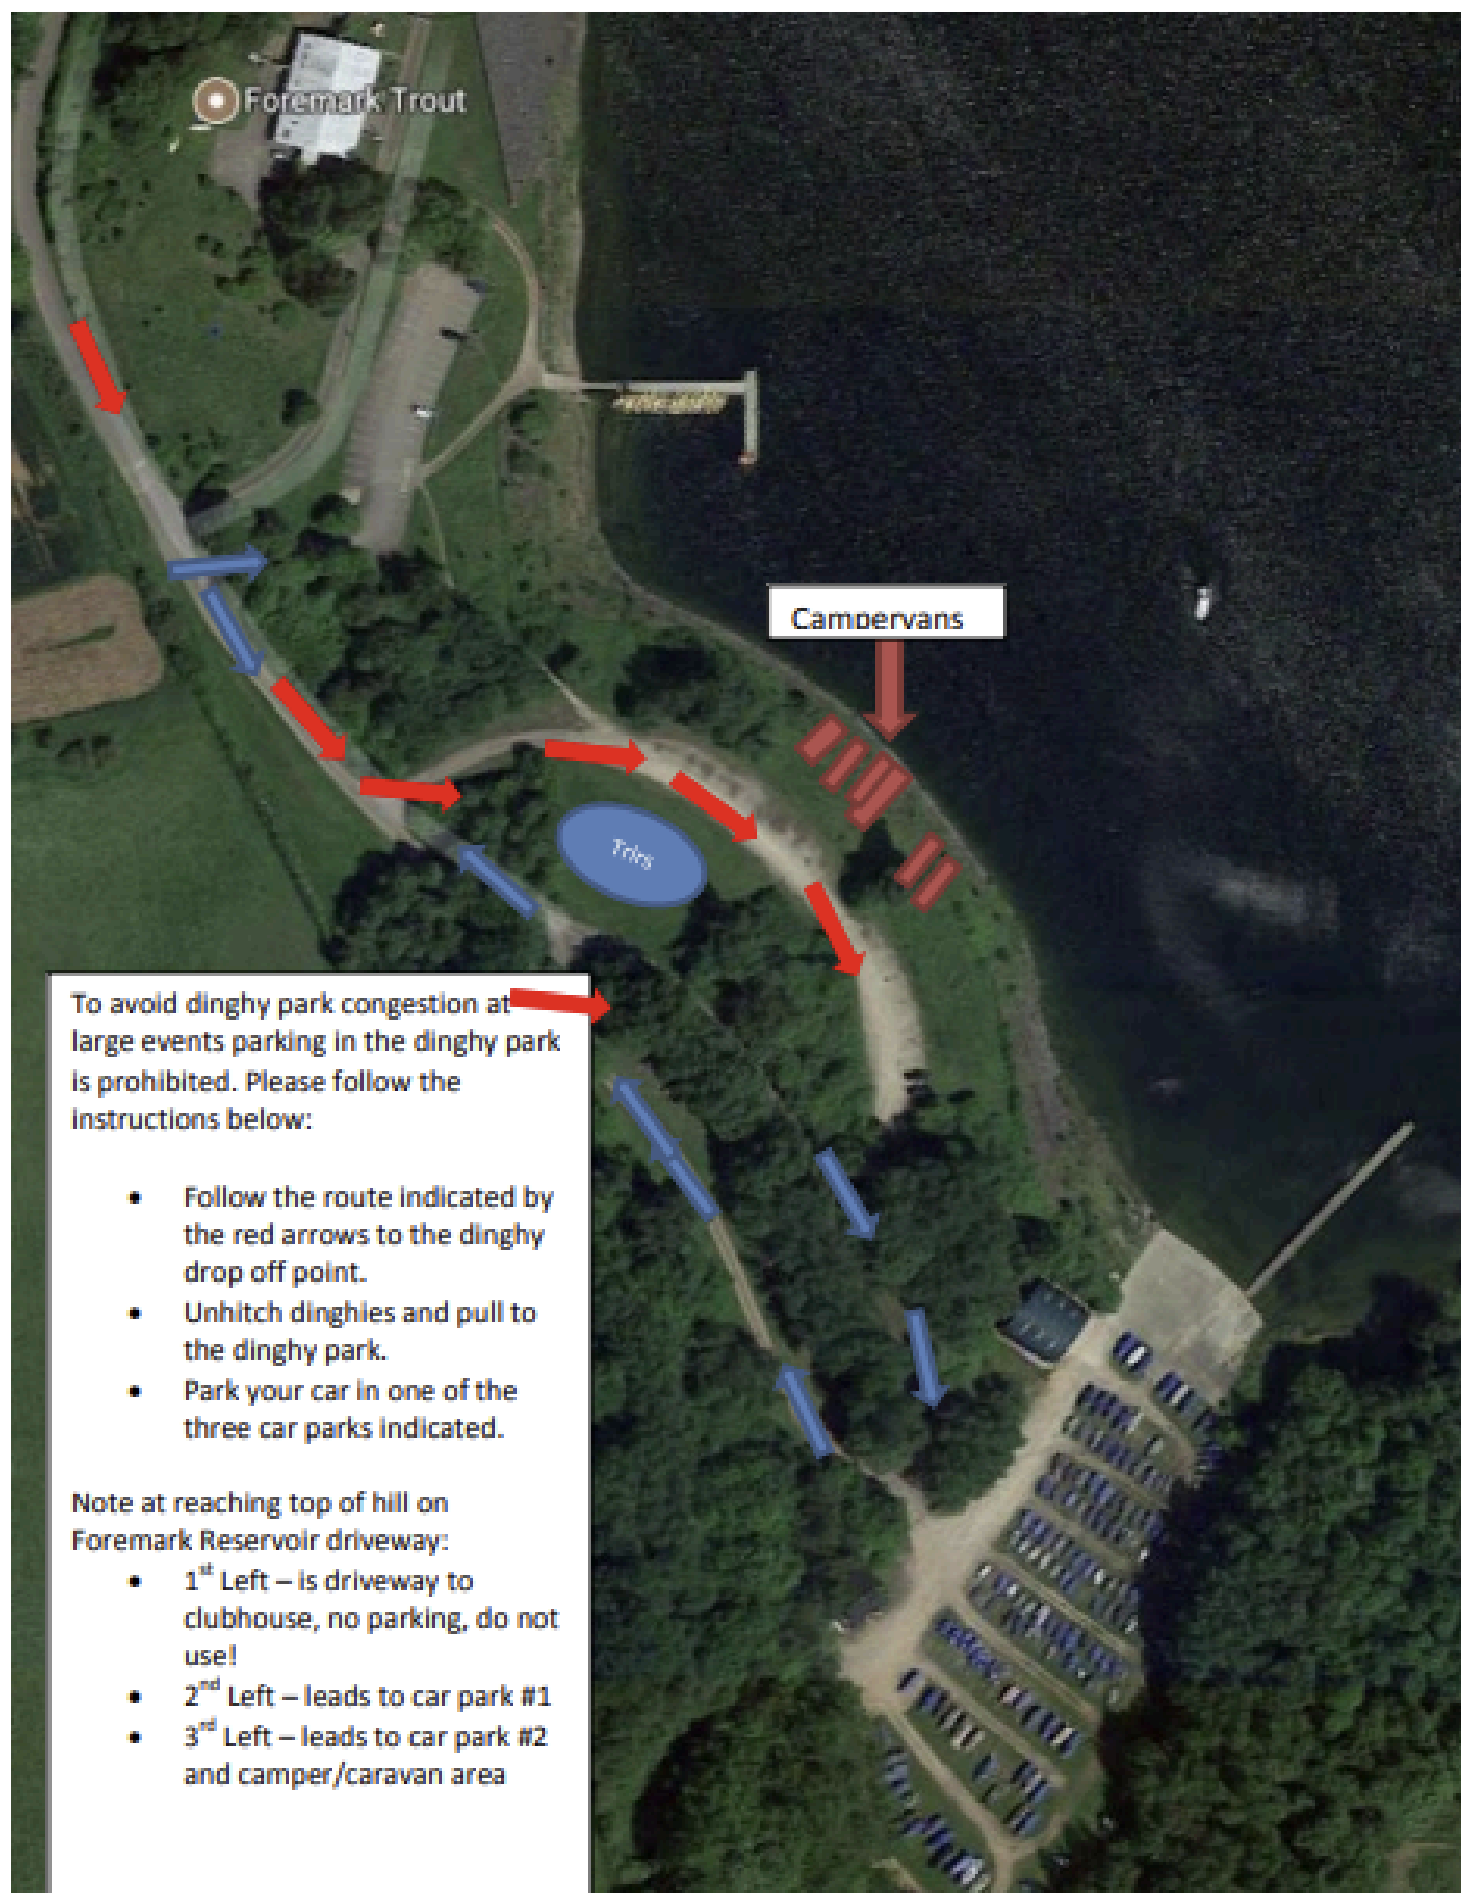 Foremark Trout
Campervans
Trlrs
To avoid dinghy park congestion at
large events parking in the dinghy park
is prohibited. Please follow the
instructions below:
• Follow the route indicated by
the red arrows to the dinghy
drop off point.
• Unhitch dinghies and pull to
the dinghy park.
• Park your car in one of the
three car parks indicated.
Note at reaching top of hill on
Foremark Reservoir driveway:
• 1st Left – is driveway to
clubhouse, no parking, do not
use!
• 2nd Left – leads to car park #1
• 3rd Left – leads to car park #2
and camper/caravan area